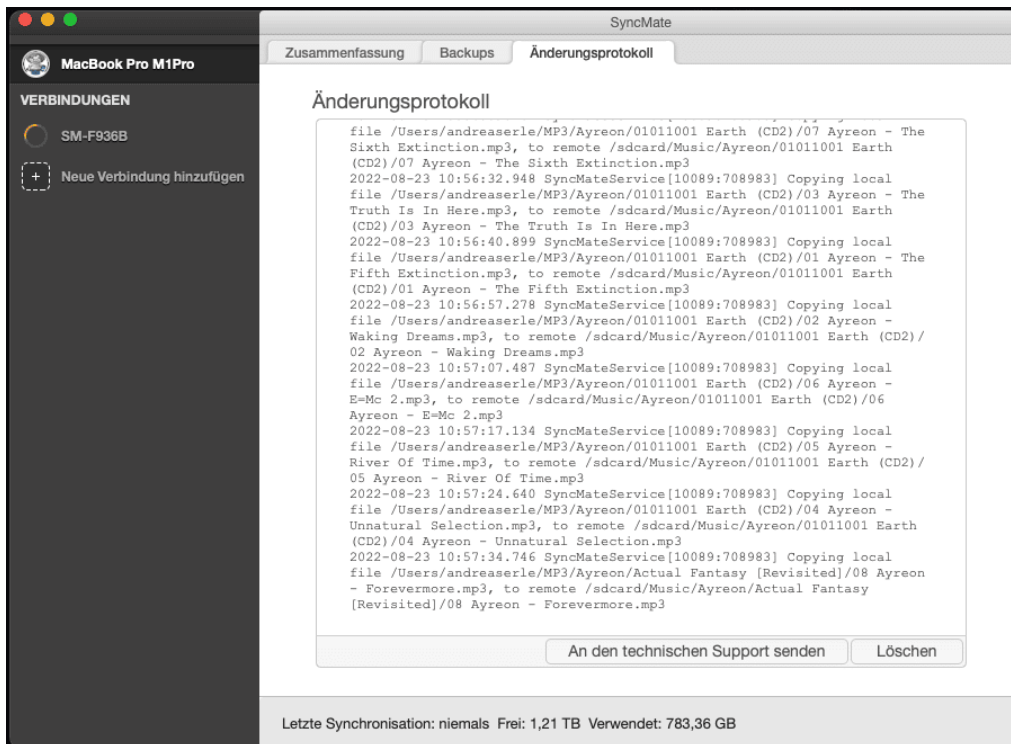 SyncMate
MacBook Pro M1Pro
VERBINDUNGEN
SM-F936B
+ Neue Verbindung hinzufügen
Zusammenfassung
Backups
Änderungsprotokoll
Änderungsprotokoll
file /Users/andreaserle/MP3/Ayreon/01011001 Earth (CD2)/07 Ayreon - The
Sixth Extinction.mp3, to remote /sdcard/Music/Ayreon/01011001 Earth
(CD2)/07 Ayreon - The Sixth Extinction.mp3
2022-08-23 10:56:32.948 SyncMateService[10089:708983] Copying local
file /Users/andreaserle/MP3/Ayreon/01011001 Earth (CD2)/03 Ayreon - The
Truth Is In Here.mp3, to remote /sdcard/Music/Ayreon/01011001 Earth
(CD2)/03 Ayreon - The Truth Is In Here.mp3
2022-08-23 10:56:40.899 SyncMateService[10089:708983] Copying local
file /Users/andreaserle/MP3/Ayreon/01011001 Earth (CD2)/01 Ayreon - The
Fifth Extinction.mp3, to remote /sdcard/Music/Ayreon/01011001 Earth
(CD2)/01 Ayreon - The Fifth Extinction.mp3
2022-08-23 10:56:57.278 SyncMateService[10089:708983] Copying local
file /Users/andreaserle/MP3/Ayreon/01011001 Earth (CD2)/02 Ayreon -
Waking Dreams.mp3, to remote /sdcard/Music/Ayreon/01011001 Earth (CD2)/
02 Ayreon - Waking Dreams.mp3
2022-08-23 10:57:07.487 SyncMateService[10089:708983] Copying local
file /Users/andreaserle/MP3/Ayreon/01011001 Earth (CD2)/06 Ayreon -
E=Mc 2.mp3, to remote /sdcard/Music/Ayreon/01011001 Earth (CD2)/06
Ayreon - E=Mc 2.mp3
2022-08-23 10:57:17.134 SyncMateService[10089:708983] Copying local
file /Users/andreaserle/MP3/Ayreon/01011001 Earth (CD2)/05 Ayreon -
River Of Time.mp3, to remote /sdcard/Music/Ayreon/01011001 Earth (CD2)/
05 Ayreon - River Of Time.mp3
2022-08-23 10:57:24.640 SyncMateService[10089:708983] Copying local
file /Users/andreaserle/MP3/Ayreon/01011001 Earth (CD2)/04 Ayreon -
Unnatural Selection.mp3, to remote /sdcard/Music/Ayreon/01011001 Earth
(CD2)/04 Ayreon - Unnatural Selection.mp3
2022-08-23 10:57:34.746 SyncMateService[10089:708983] Copying local
file /Users/andreaserle/MP3/Ayreon/Actual Fantasy [Revisited]/08 Ayreon
- Forevermore.mp3, to remote /sdcard/Music/Ayreon/Actual Fantasy
[Revisited]/08 Ayreon - Forevermore.mp3
An den technischen Support senden
Löschen
Letzte Synchronisation: niemals Frei: 1,21 TB Verwendet: 783,36 GB